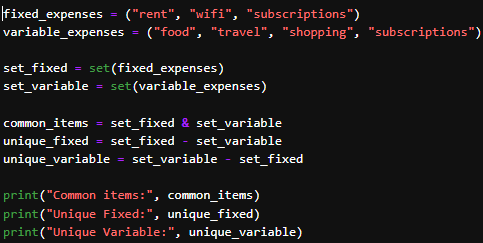 fixed_expenses = ("rent", "wifi", "subscriptions")
variable_expenses = ("food", "travel", "shopping", "subscriptions")
set_fixed = set(fixed_expenses)
set_variable = set(variable_expenses)
common_items = set_fixed & set_variable
unique_fixed = set_fixed - set_variable
unique_variable = set_variable - set_fixed
print("Common items:", common_items)
print("Unique Fixed:", unique_fixed)
print("Unique Variable:", unique_variable)